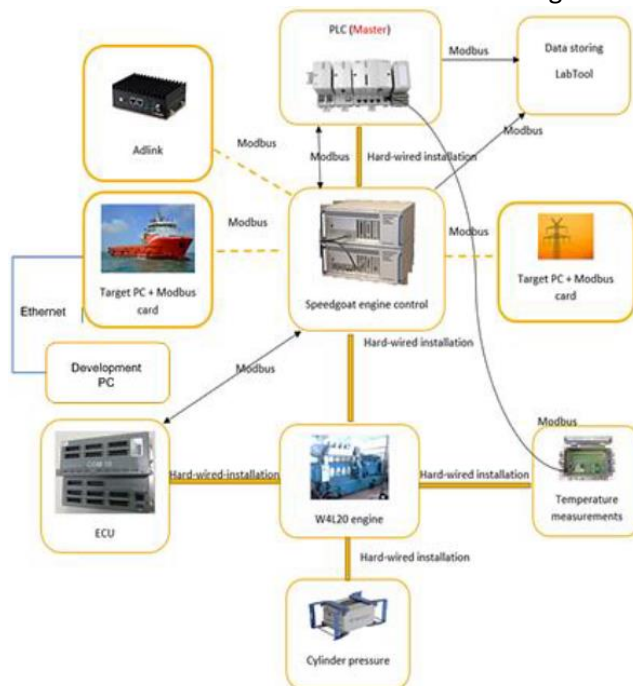 PLC (Master)
Modbus
Data storing
LabTool
Adlink
Modbus
Modbus
Hard-wired installation
Modbus
Modbus
Modbus
Target PC + Modbus
card
Speedgoat engine control
Target PC + Modbus
card
Ethernet
Hard-wired installation
Development
PC
Modbus
Modbus
ECU
Hard-wired-installation
W4L20 engine
Hard-wired installation
Temperature
measurements
Hard-wired installation
Cylinder pressure